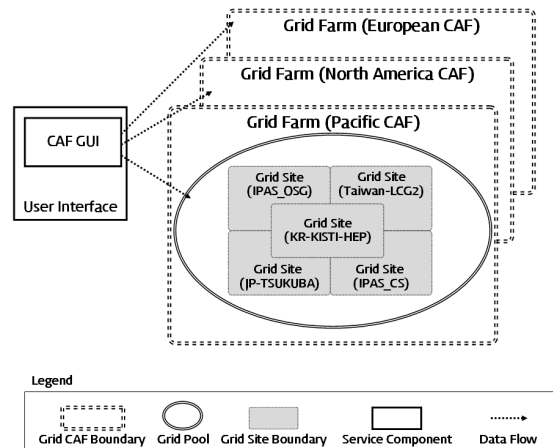 Grid Farm (European CAF)
Grid Farm (North America CAF)
Grid Farm (Pacific CAF)
CAF GUI
User Interface
Grid Site
(IPAS_OSG)
Grid Site
(Taiwan-LCG2)
Grid Site
(KR-KISTI-HEP)
Grid Site
(JP-TSUKUBA)
Grid Site
(IPAS_CS)
Legend
Grid CAF Boundary
Grid Pool
Grid Site Boundary
Service Component
Data Flow